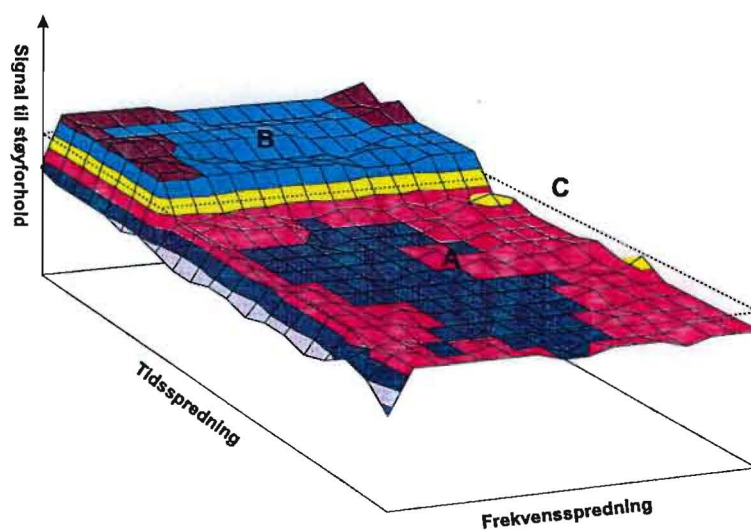 Signal til støyforhold
B
C
A
Tidsspredning
Frekvensspredning